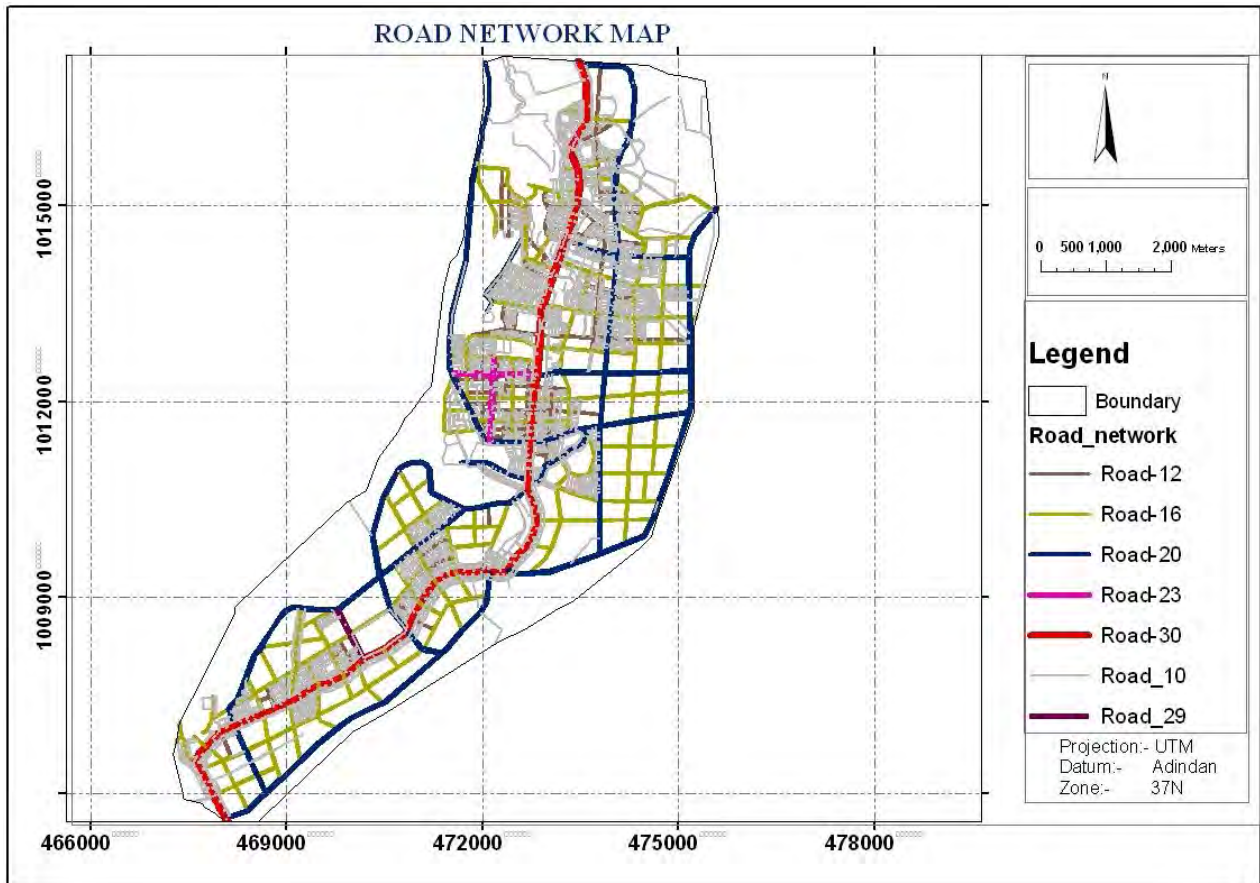 ROAD NETWORK MAP
1015000
1012000
1009000
466000
469000
472000
475000
478000
N
0 500 1,000 2,000 Meters
Legend
Boundary
Road_network
Road-12
Road-16
Road-20
Road-23
Road-30
Road_10
Road_29
Projection:- UTM
Datum:- Adindan
Zone:- 37N